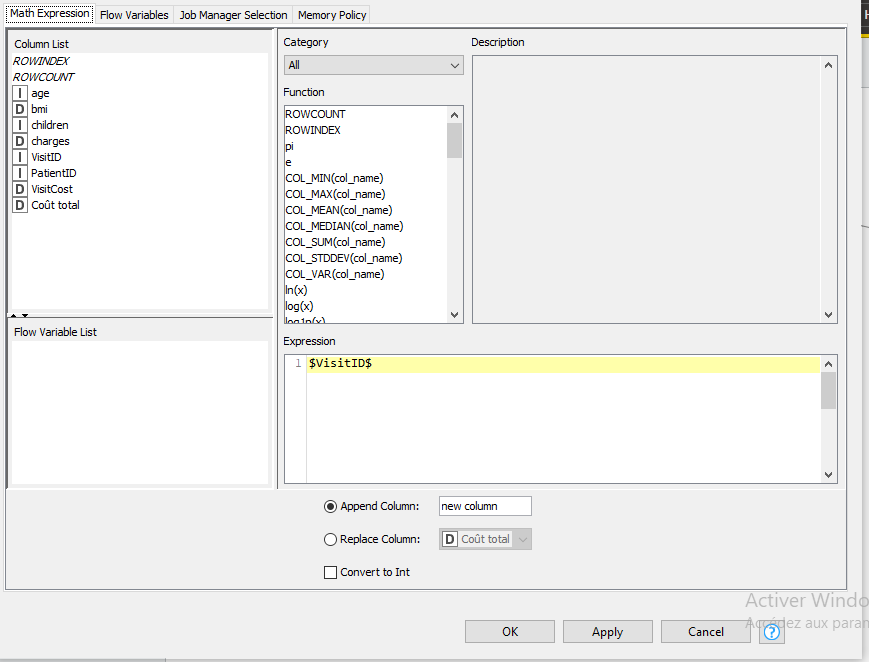 Math Expression Flow Variables Job Manager Selection Memory Policy
Column List
ROWINDEX
ROWCOUNT
I age
D bmi
I children
D charges
I VisitID
I PatientID
D VisitCost
D Coût total
Flow Variable List
Category
All
Function
ROWCOUNT
ROWINDEX
pi
e
COL_MIN(col_name)
COL_MAX(col_name)
COL_MEAN(col_name)
COL_MEDIAN(col_name)
COL_SUM(col_name)
COL_STDDEV(col_name)
COL_VAR(col_name)
ln(x)
log(x)
log1p(x)
Description
Expression
1 $VisitID$
Append Column: new column
Replace Column: D Coût total
Convert to Int
Activer Windo
Accédez aux param
OK Apply Cancel ?